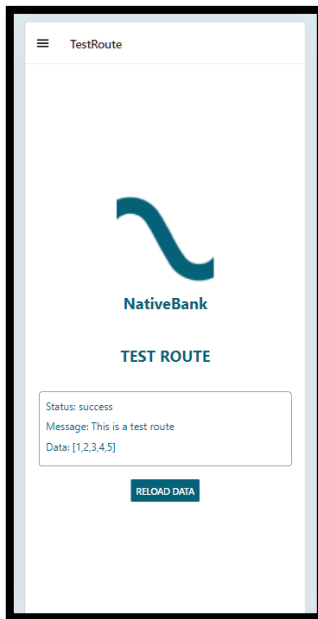 TestRoute
NativeBank
TEST ROUTE
Status: success
Message: This is a test route
Data: [1,2,3,4,5]
RELOAD DATA